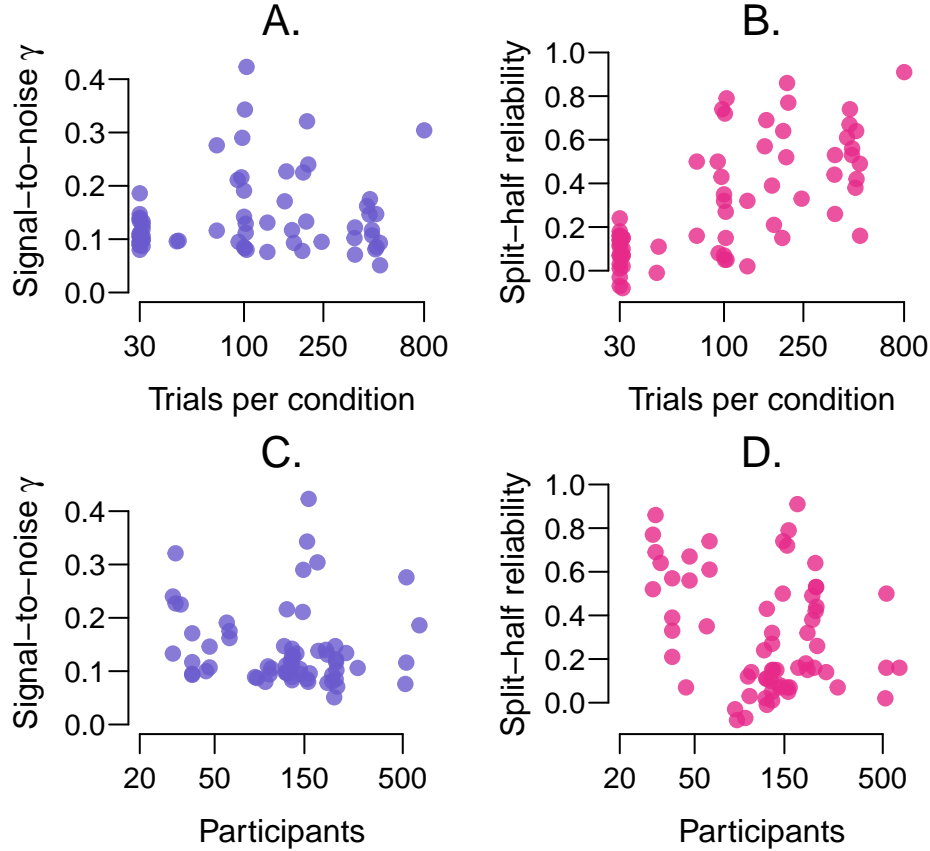 A.
Signal−to−noise γ
0.4
0.3
0.2
0.1
0.0
30 100 250 800
Trials per condition
B.
Split−half reliability
1.0
0.8
0.6
0.4
0.2
0.0
30 100 250 800
Trials per condition
C.
Signal−to−noise γ
0.4
0.3
0.2
0.1
0.0
20 50 150 500
Participants
D.
Split−half reliability
1.0
0.8
0.6
0.4
0.2
0.0
20 50 150 500
Participants